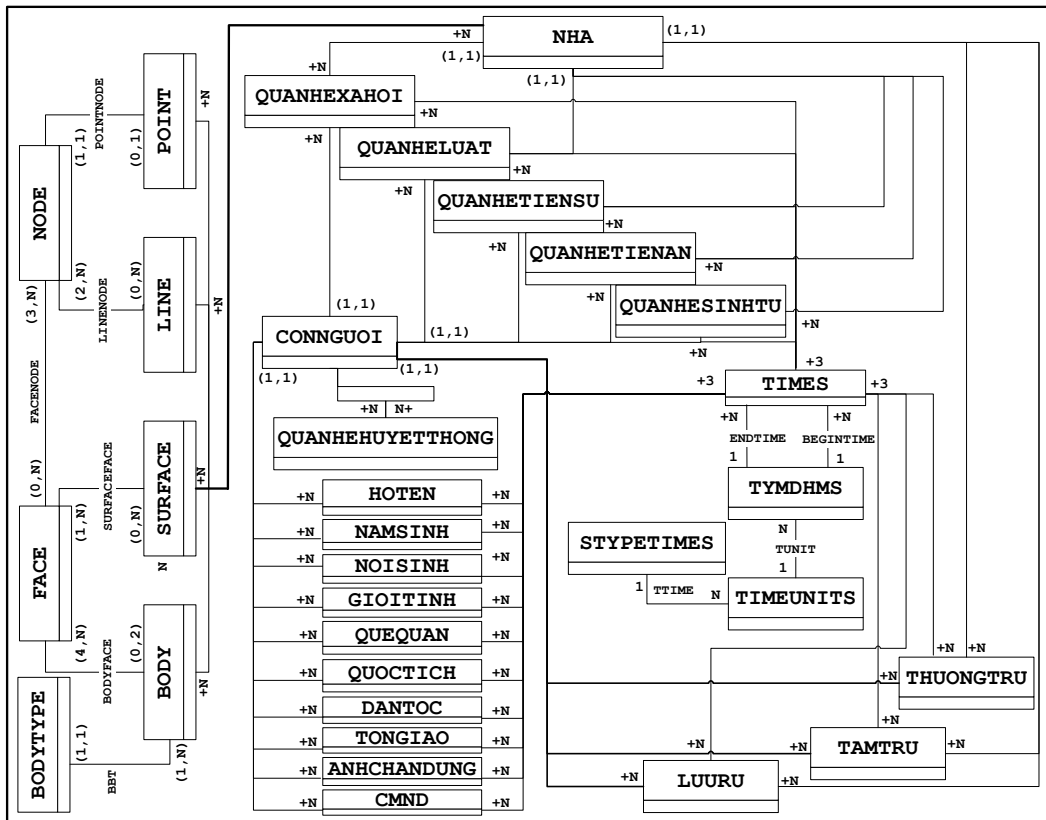 NHA
+N
(1,1)
(1,1)
(1,1)
+N
QUANHEXAHOI
+N
+N
QUANHELUAT
+N
+N
QUANHETIENSU
+N
+N
QUANHETIENAN
+N
+N
QUANHESINHTU
+N
+N
(1,1)
CONNGUOI
(1,1)
(1,1)
(1,1)
+N
N+
QUANHEHUYETTHONG
+3
+3
TIMES
+3
+N
+N
ENDTIME
BEGINTIME
1
1
TYMDHMS
N
TUNIT
1
STYPETIMES
1
TTIME
N
TIMEUNITS
+N
HOTEN
+N
+N
NAMSINH
+N
+N
NOISINH
+N
+N
GIOITINH
+N
+N
QUEQUAN
+N
+N
QUOCTICH
+N
+N
DANTOC
+N
+N
TONGIAO
+N
+N
ANHCHANDUNG
+N
+N
CMND
+N
+N
+N
+N
THUONGTRU
+N
+N
TAMTRU
+N
+N
+N
LUURU
+N
POINT
+N
POINTNODE
(1,1)
(0,1)
NODE
(2,N)
LINENODE
(0,N)
LINE
+N
(3,N)
FACENODE
(0,N)
FACE
(1,N)
SURFACEFACE
(0,N)
SURFACE
+N
N
(4,N)
BODYFACE
(0,2)
BODY
+N
BODYTYPE
(1,1)
BBT
(1,N)